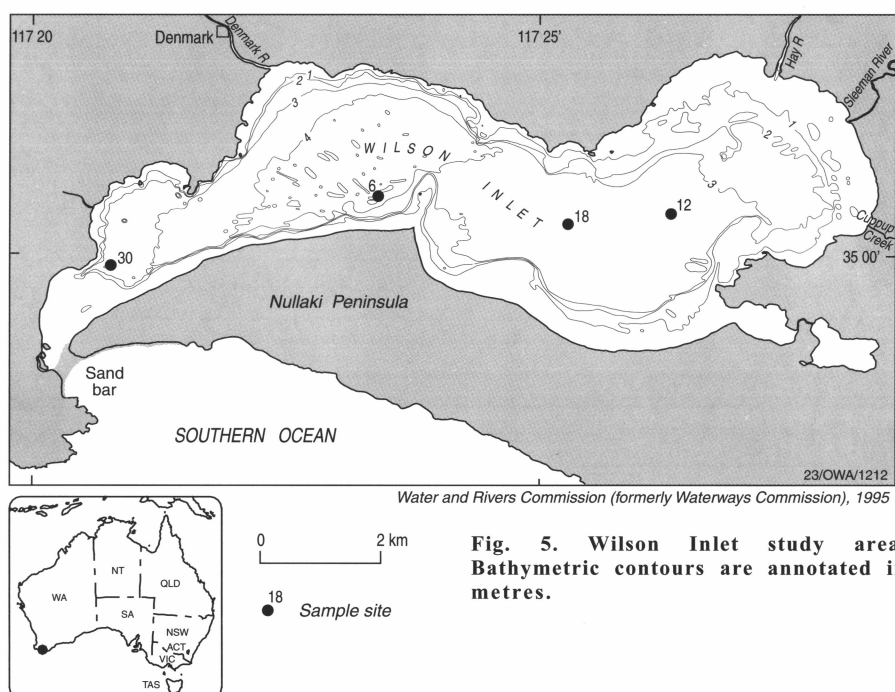 117 20
117 25'
Denmark
Denmark R
Hay R
Sleeman River
1
2
3
4
1
2
3
WILSON
INLET
6
18
12
30
Cuppup
Creek
35 00'
Nullaki Peninsula
Sand
bar
SOUTHERN OCEAN
23/OWA/1212
Water and Rivers Commission (formerly Waterways Commission), 1995
WA
NT
QLD
SA
NSW
ACT
VIC
TAS
0 2 km
18 Sample site
Fig. 5. Wilson Inlet study area
Bathymetric contours are annotated i
metres.